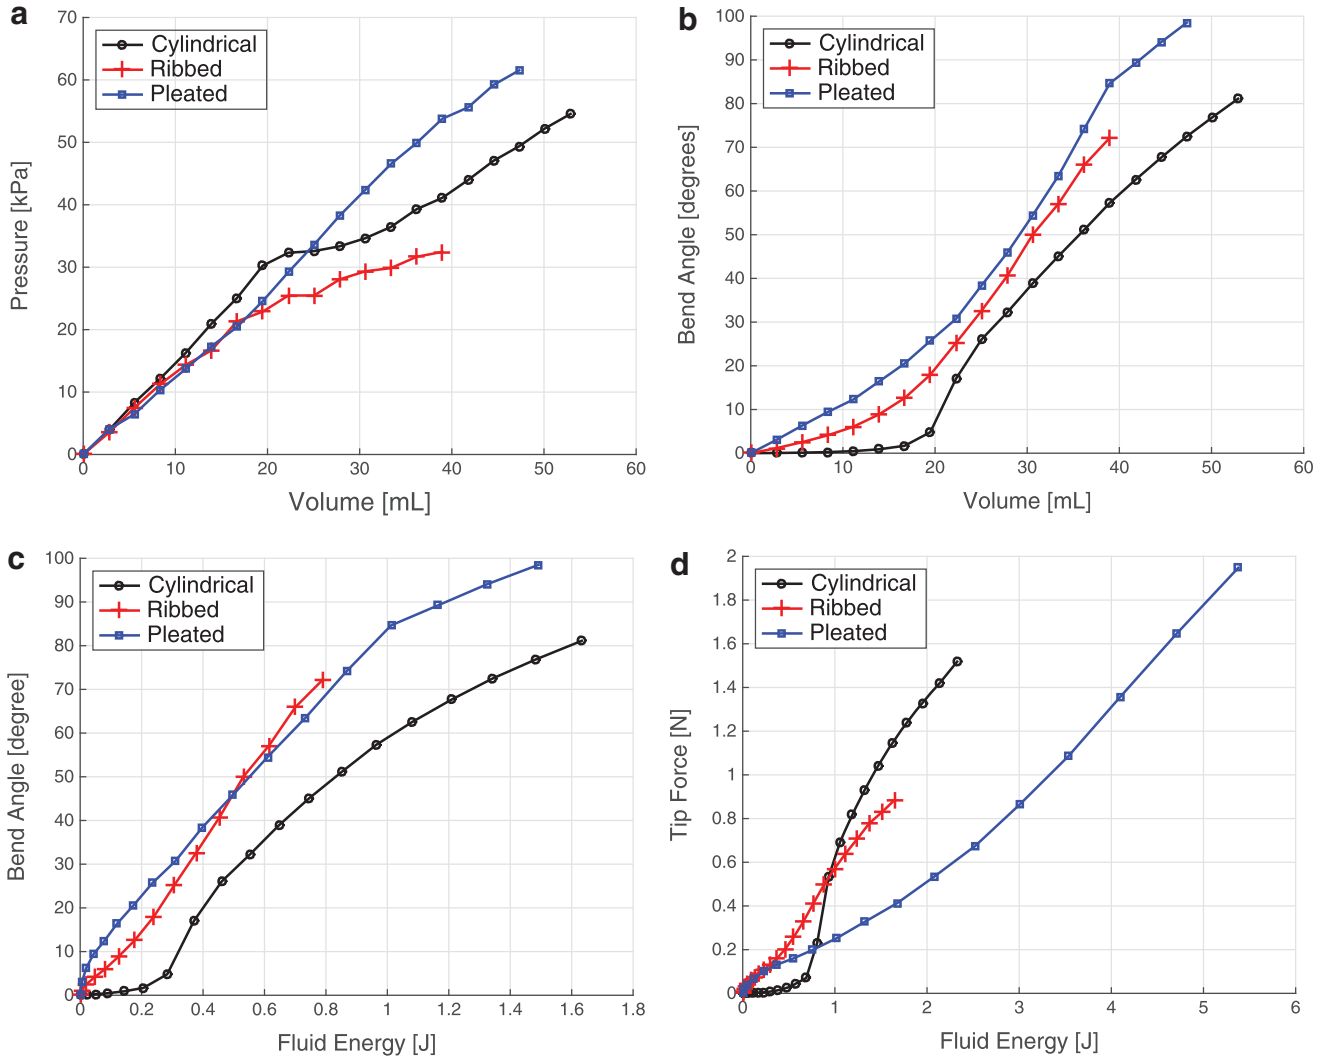 a
70
60
50
40
30
20
10
0
Pressure [kPa]
Cylindrical
Ribbed
Pleated
0 10 20 30 40 50 60
Volume [mL]
b
100
90
80
70
60
50
40
30
20
10
0
Bend Angle [degrees]
Cylindrical
Ribbed
Pleated
0 10 20 30 40 50 60
Volume [mL]
c
100
90
80
70
60
50
40
30
20
10
0
Bend Angle [degree]
Cylindrical
Ribbed
Pleated
0 0.2 0.4 0.6 0.8 1 1.2 1.4 1.6 1.8
Fluid Energy [J]
d
2
1.8
1.6
1.4
1.2
1
0.8
0.6
0.4
0.2
0
Tip Force [N]
Cylindrical
Ribbed
Pleated
0 1 2 3 4 5 6
Fluid Energy [J]